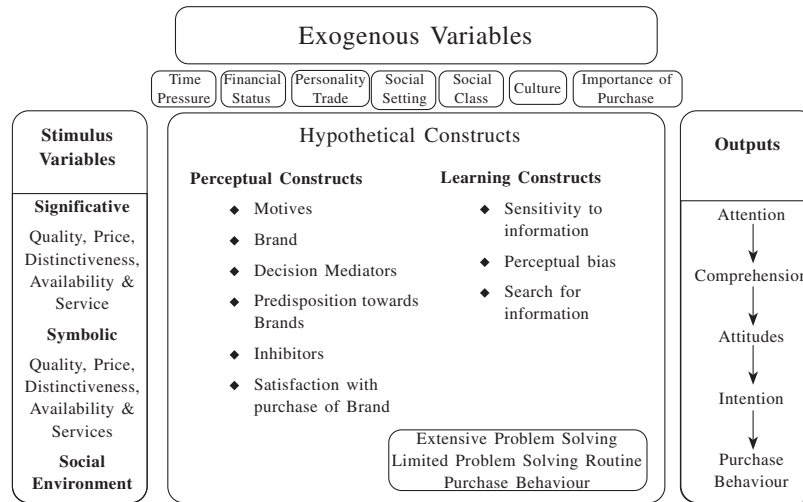 Exogenous Variables
Time
Pressure
Financial
Status
Personality
Trade
Social
Setting
Social
Class
Culture
Importance of
Purchase
Stimulus
Variables
Significative
Quality, Price,
Distinctiveness,
Availability &
Service
Symbolic
Quality, Price,
Distinctiveness,
Availability &
Services
Social
Environment
Hypothetical Constructs
Perceptual Constructs
◆ Motives
◆ Brand
◆ Decision Mediators
◆ Predisposition towards
Brands
◆ Inhibitors
◆ Satisfaction with
purchase of Brand
Learning Constructs
◆ Sensitivity to
information
◆ Perceptual bias
◆ Search for
information
Extensive Problem Solving
Limited Problem Solving Routine
Purchase Behaviour
Outputs
Attention
Comprehension
Attitudes
Intention
Purchase
Behaviour